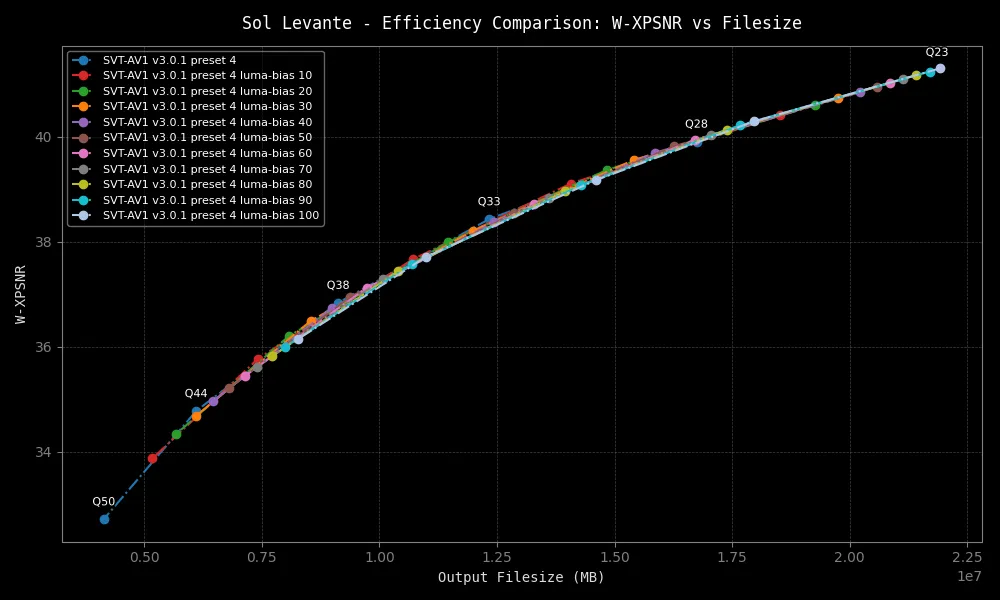 Sol Levante - Efficiency Comparison: W-XPSNR vs Filesize
SVT-AV1 v3.0.1 preset 4
SVT-AV1 v3.0.1 preset 4 luma-bias 10
SVT-AV1 v3.0.1 preset 4 luma-bias 20
SVT-AV1 v3.0.1 preset 4 luma-bias 30
SVT-AV1 v3.0.1 preset 4 luma-bias 40
SVT-AV1 v3.0.1 preset 4 luma-bias 50
SVT-AV1 v3.0.1 preset 4 luma-bias 60
SVT-AV1 v3.0.1 preset 4 luma-bias 70
SVT-AV1 v3.0.1 preset 4 luma-bias 80
SVT-AV1 v3.0.1 preset 4 luma-bias 90
SVT-AV1 v3.0.1 preset 4 luma-bias 100
Q23
Q28
Q33
Q38
Q44
Q50
40
38
36
34
W-XPSNR
0.50 0.75 1.00 1.25 1.50 1.75 2.00 2.25
1e7
Output Filesize (MB)